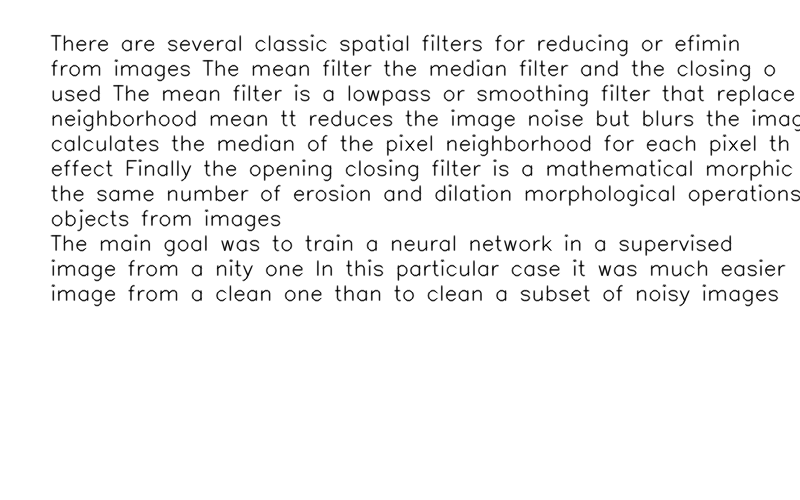 There are several classic spatial filters for reducing or efimin
from images The mean filter the median filter and the closing o
used The mean filter is a lowpass or smoothing filter that replace
neighborhood mean tt reduces the image noise but blurs the imag
calculates the median of the pixel neighborhood for each pixel th
effect Finally the opening closing filter is a mathematical morphic
the same number of erosion and dilation morphological operations
objects from images
The main goal was to train a neural network in a supervised
image from a nity one In this particular case it was much easier
image from a clean one than to clean a subset of noisy images